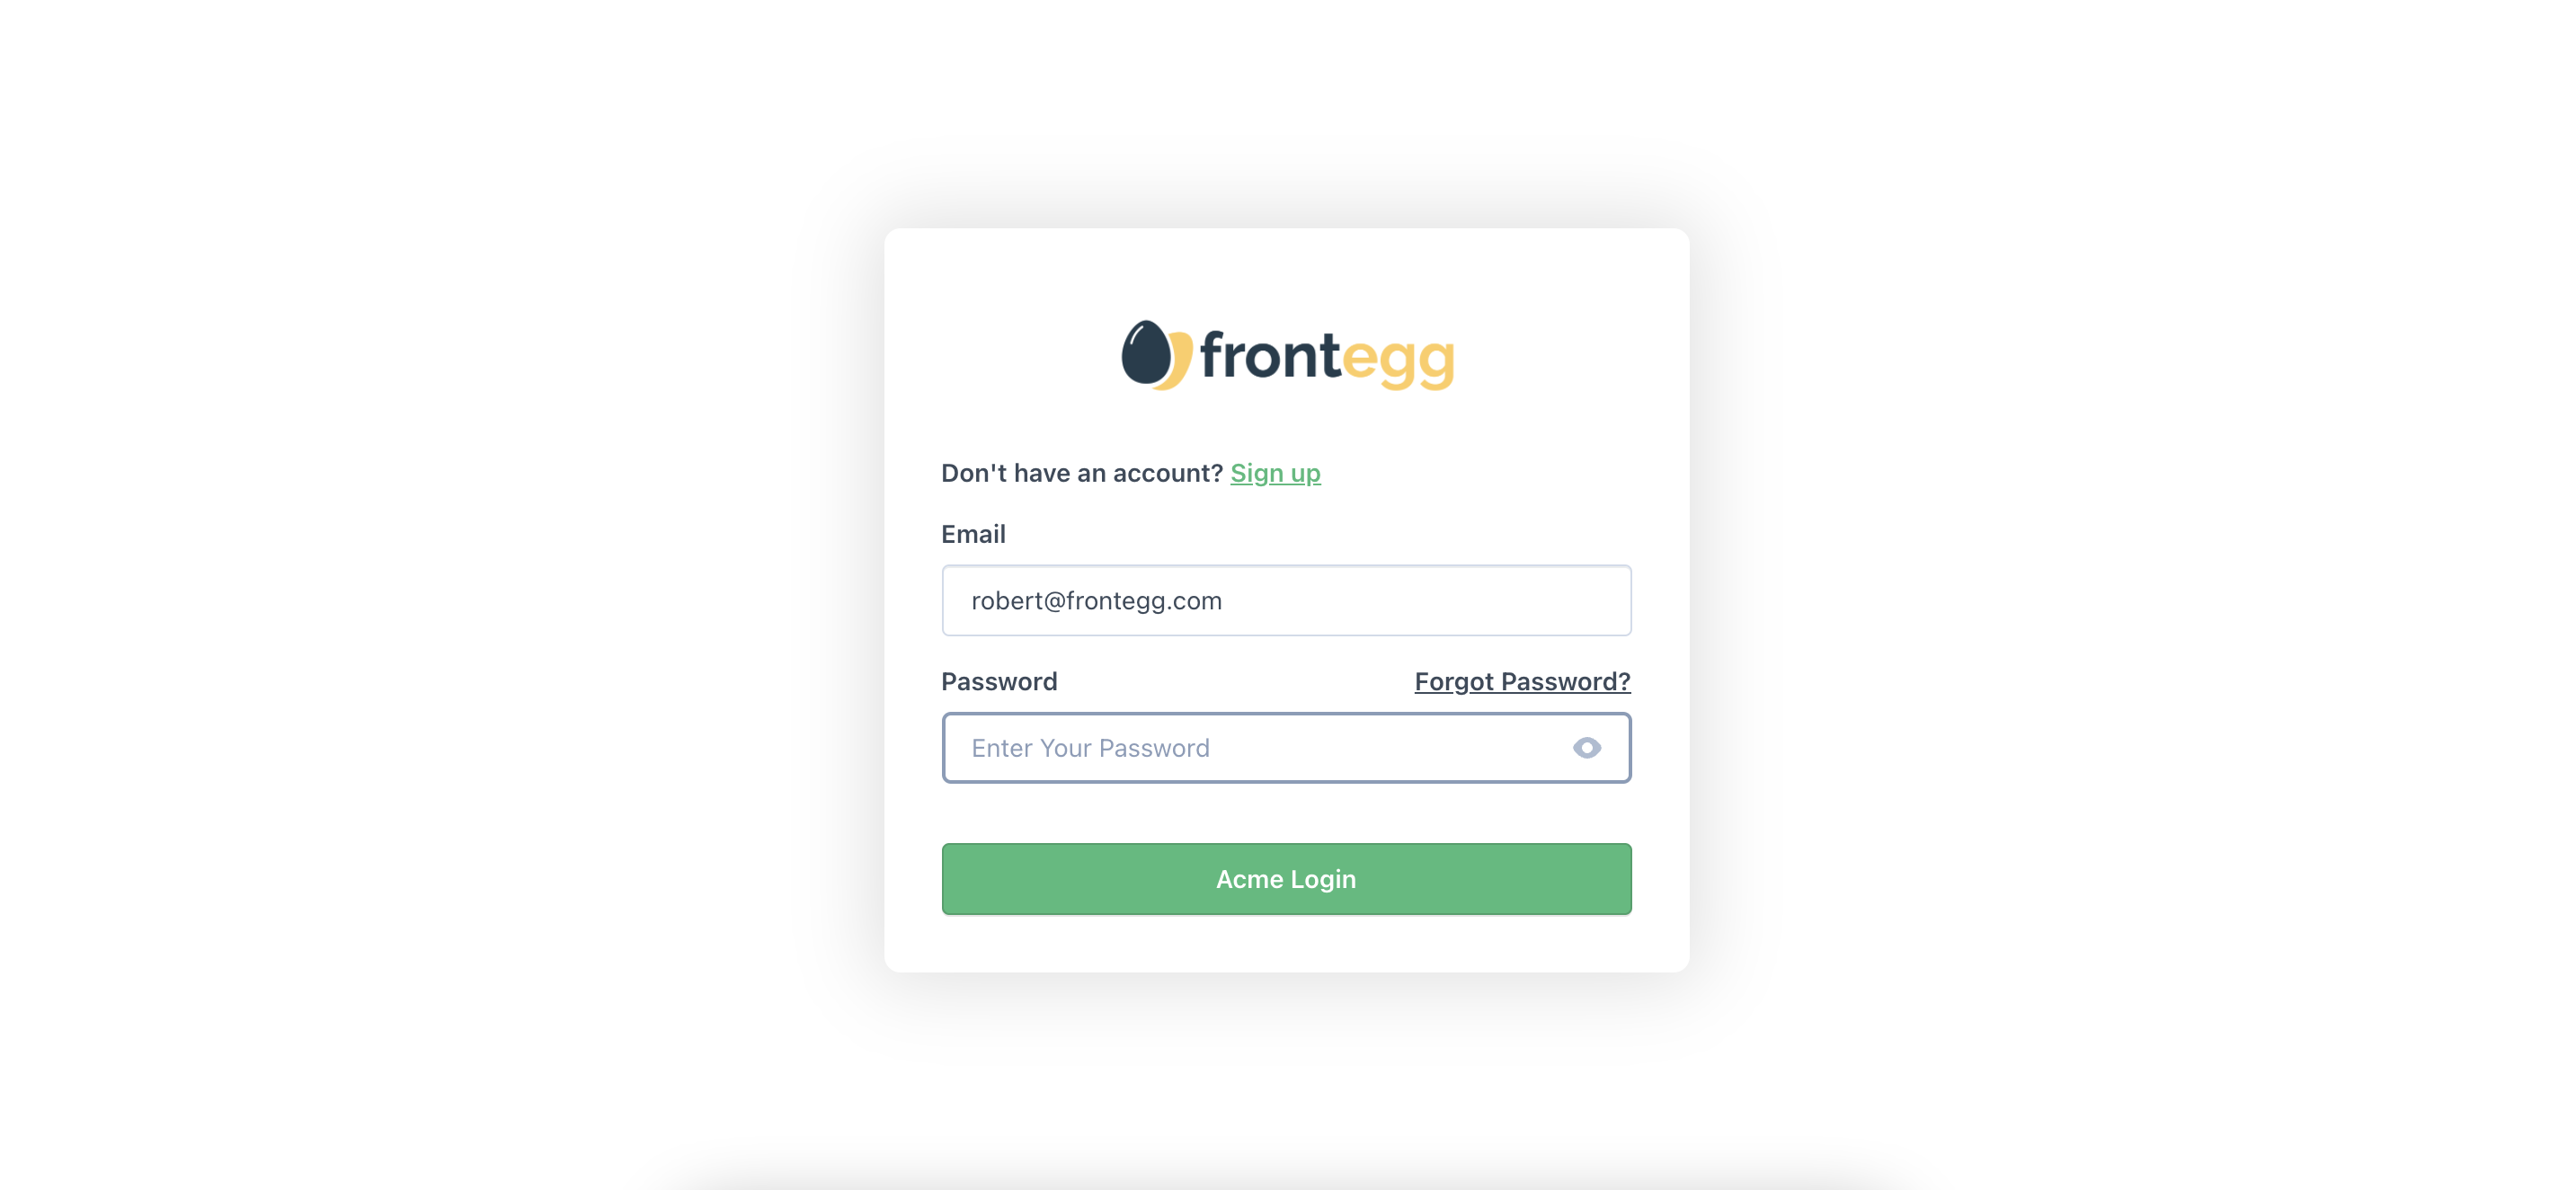 frontegg
Don't have an account? Sign up
Email
robert@frontegg.com
Password Forgot Password?
Enter Your Password
Acme Login